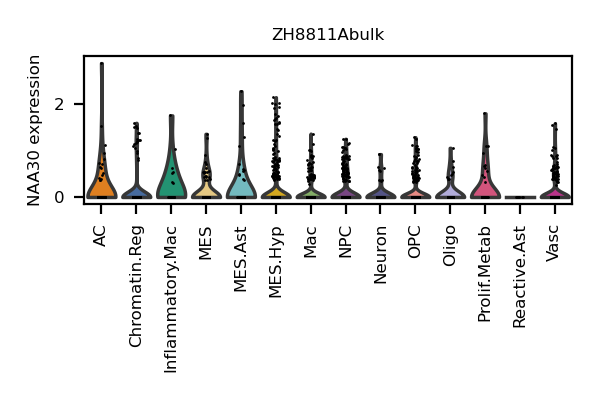 ZH8811Abulk
NAA30 expression
2
0
AC
Chromatin.Reg
Inflammatory.Mac
MES
MES.Ast
MES.Hyp
Mac
NPC
Neuron
OPC
Oligo
Prolif.Metab
Reactive.Ast
Vasc